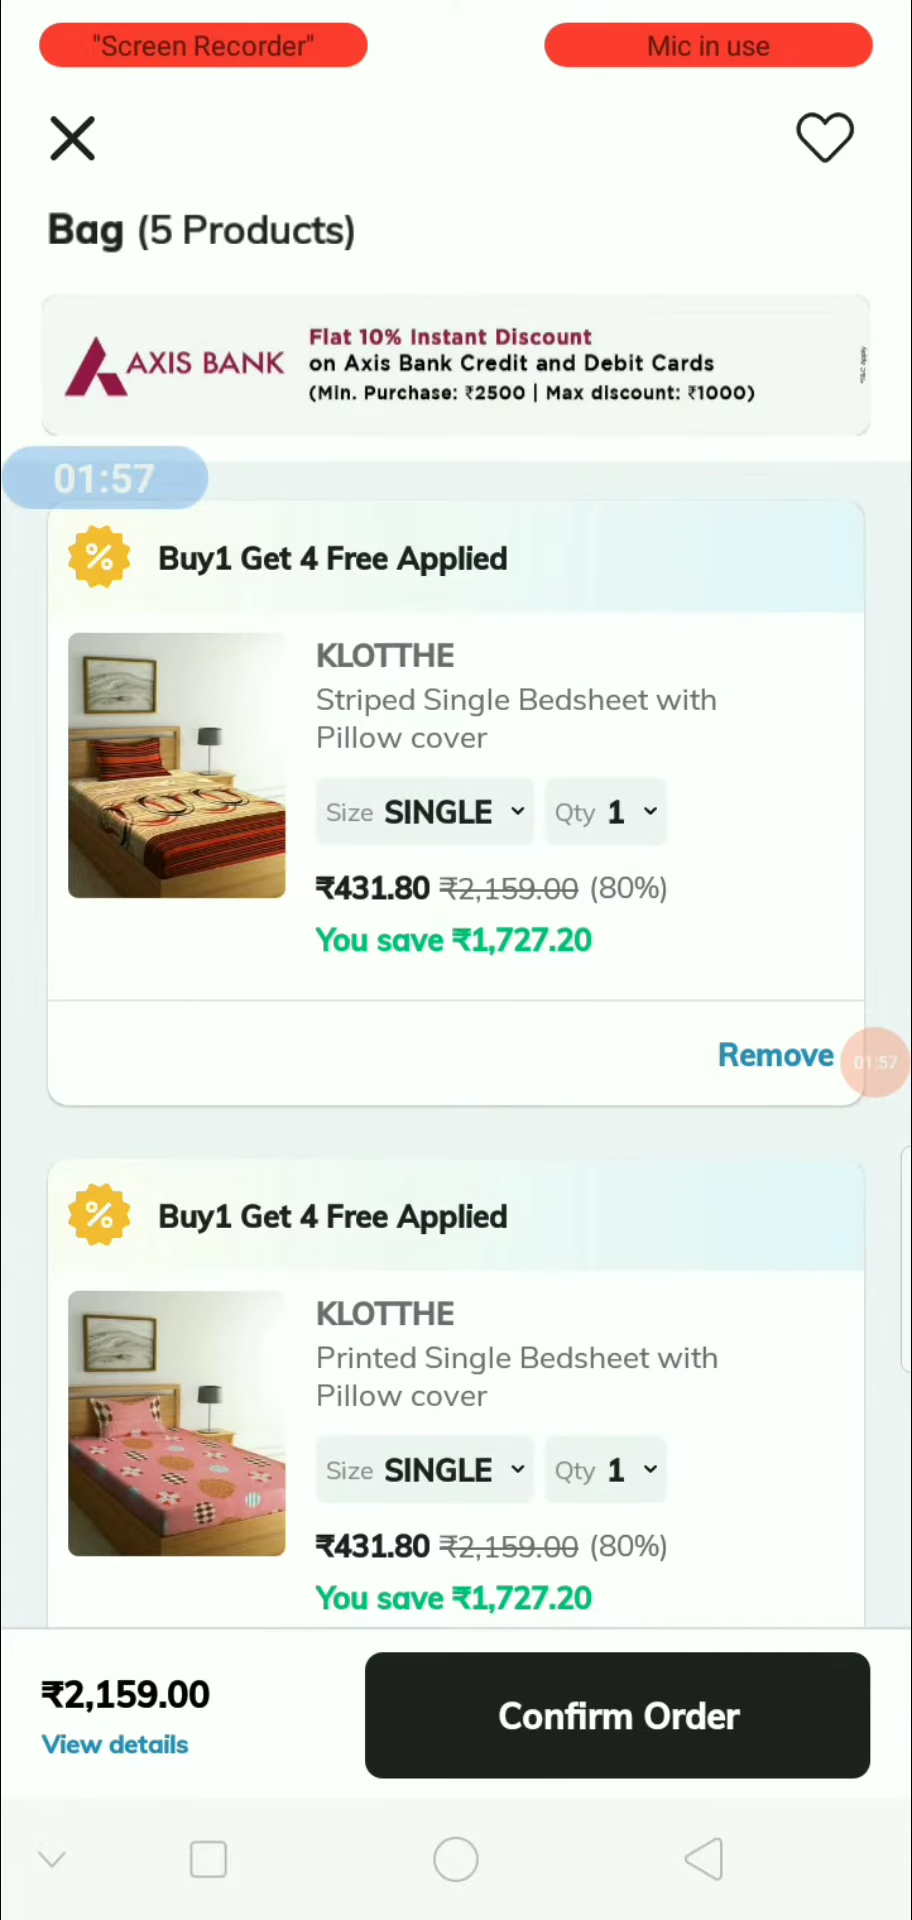 "Screen Recorder"
Mic in use
Bag (5 Products)
AXIS BANK
Flat 10% Instant Discount
on Axis Bank Credit and Debit Cards
(Min. Purchase: ₹2500 | Max discount: ₹1000)
*T&C Apply
01:57
% Buy1 Get 4 Free Applied
KLOTTHE
Striped Single Bedsheet with
Pillow cover
Size SINGLE Qty 1
₹431.80 ₹2,159.00 (80%)
You save ₹1,727.20
Remove
01:57
% Buy1 Get 4 Free Applied
KLOTTHE
Printed Single Bedsheet with
Pillow cover
Size SINGLE Qty 1
₹431.80 ₹2,159.00 (80%)
You save ₹1,727.20
₹2,159.00
View details
Confirm Order